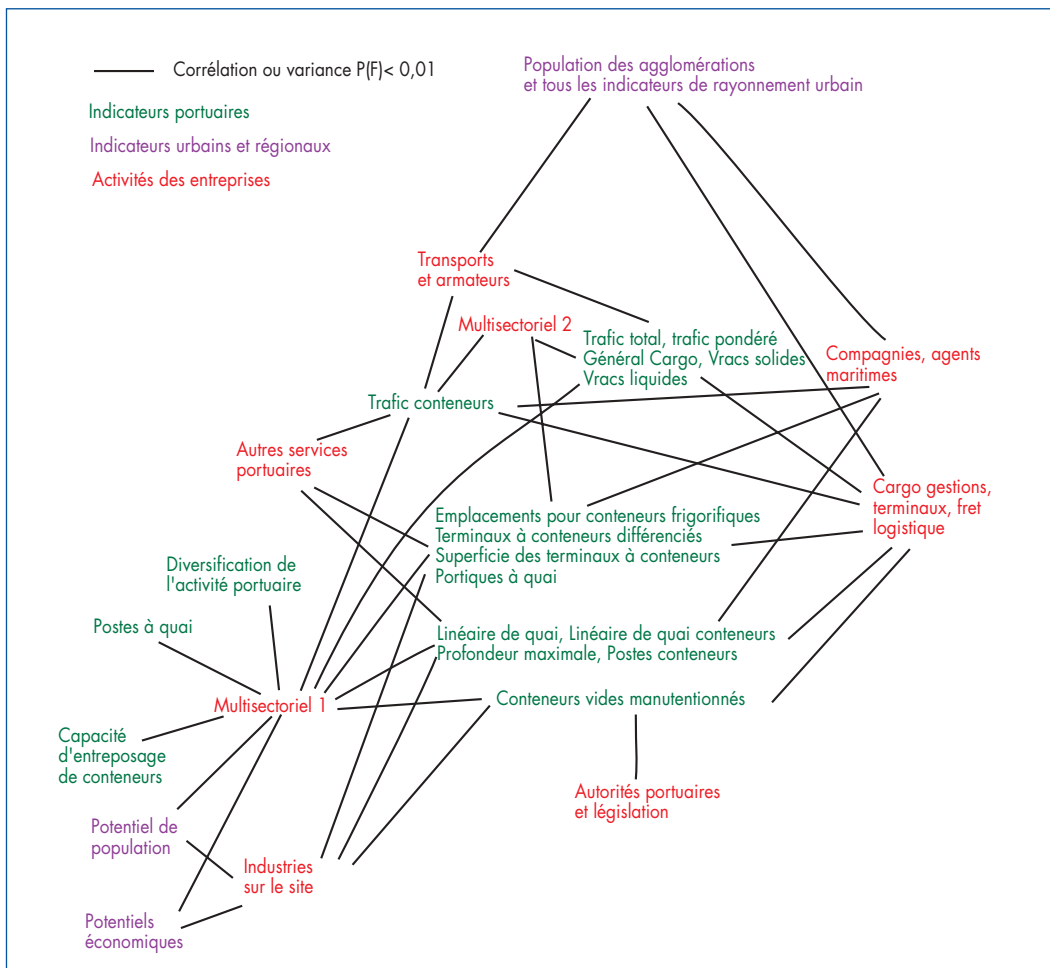 Corrélation ou variance P(F)< 0,01
Indicateurs portuaires
Indicateurs urbains et régionaux
Activités des entreprises
Population des agglomérations
et tous les indicateurs de rayonnement urbain
Transports
et armateurs
Multisectoriel 2
Trafic total, trafic pondéré
Général Cargo, Vracs solides
Vracs liquides
Compagnies, agents
maritimes
Trafic conteneurs
Autres services
portuaires
Cargo gestions,
terminaux, fret
logistique
Emplacements pour conteneurs frigorifiques
Terminaux à conteneurs différenciés
Superficie des terminaux à conteneurs
Portiques à quai
Diversification de
l'activité portuaire
Postes à quai
Linéaire de quai, Linéaire de quai conteneurs
Profondeur maximale, Postes conteneurs
Multisectoriel 1
Conteneurs vides manutentionnés
Capacité
d'entreposage
de conteneurs
Autorités portuaires
et législation
Potentiel de
population
Industries
sur le site
Potentiels
économiques